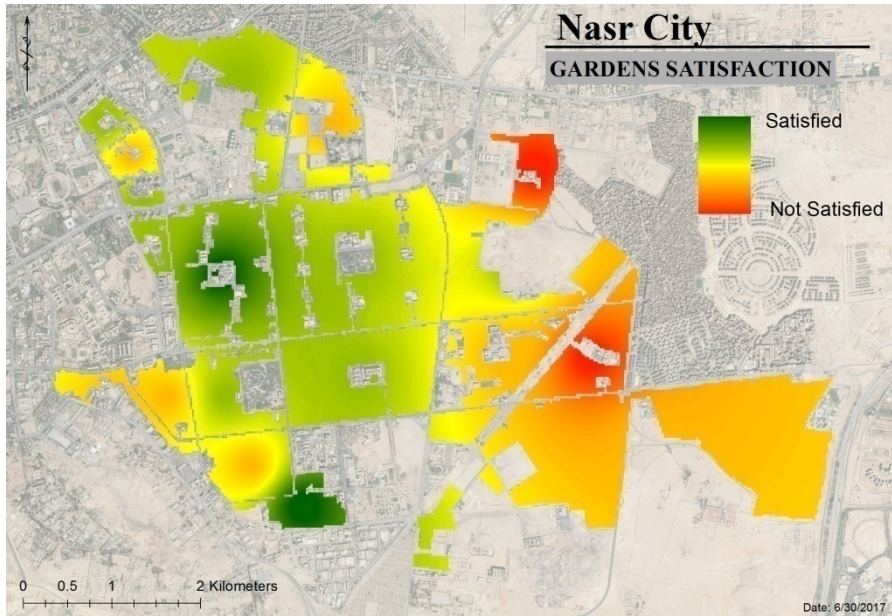 Nasr City
GARDENS SATISFACTION
Satisfied
Not Satisfied
0 0.5 1 2 Kilometers
Date: 6/30/2017